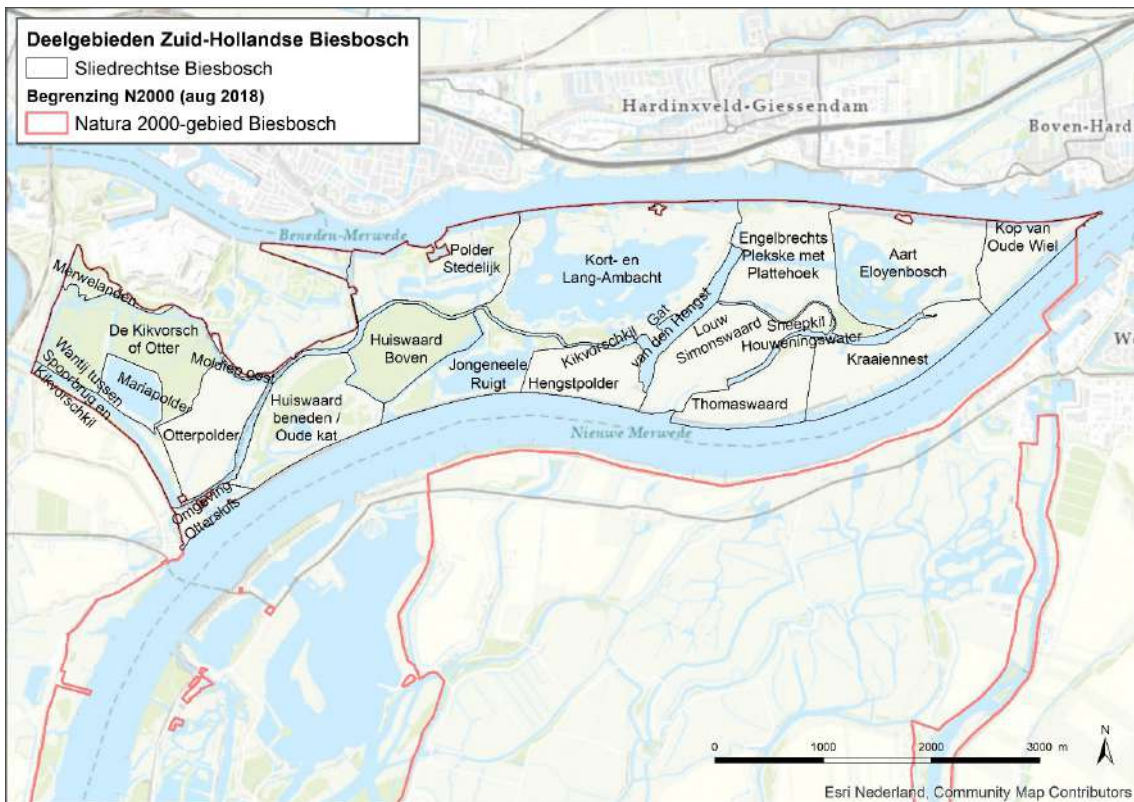 Deelgebieden Zuid-Hollandse Biesbosch
Sliedrechtse Biesbosch
Begrenzing N2000 (aug 2018)
Natura 2000-gebied Biesbosch
Hardinxveld-Giessendam
Boven-Hard
Beneden-Merwede
Polder
Stedelijk
Kort- en
Lang-Ambacht
Engelbrechts
Plekske met
Plattehoek
Aart
Eloyenbosch
Kop van
Oude Wiel
Merwelanden
De Kikvorsch
of Otter
Moldiep oost
Wantij tussen
Spoorbrug en
Kikvorschkil
Mariapolder
Otterpolder
Huiswaard
Boven
Huiswaard
beneden /
Oude kat
Jongeneele
Ruigt
Kikvorschkil
Hengstpolder
Gat
van den Hengst
Louw
Simonswaard
Sneepkil
Houweningswater
Kraaiennest
Thomaswaard
We
Nieuwe Merwede
Omgeving
Ottersluis
N
0 1000 2000 3000 m
Esri Nederland, Community Map Contributors